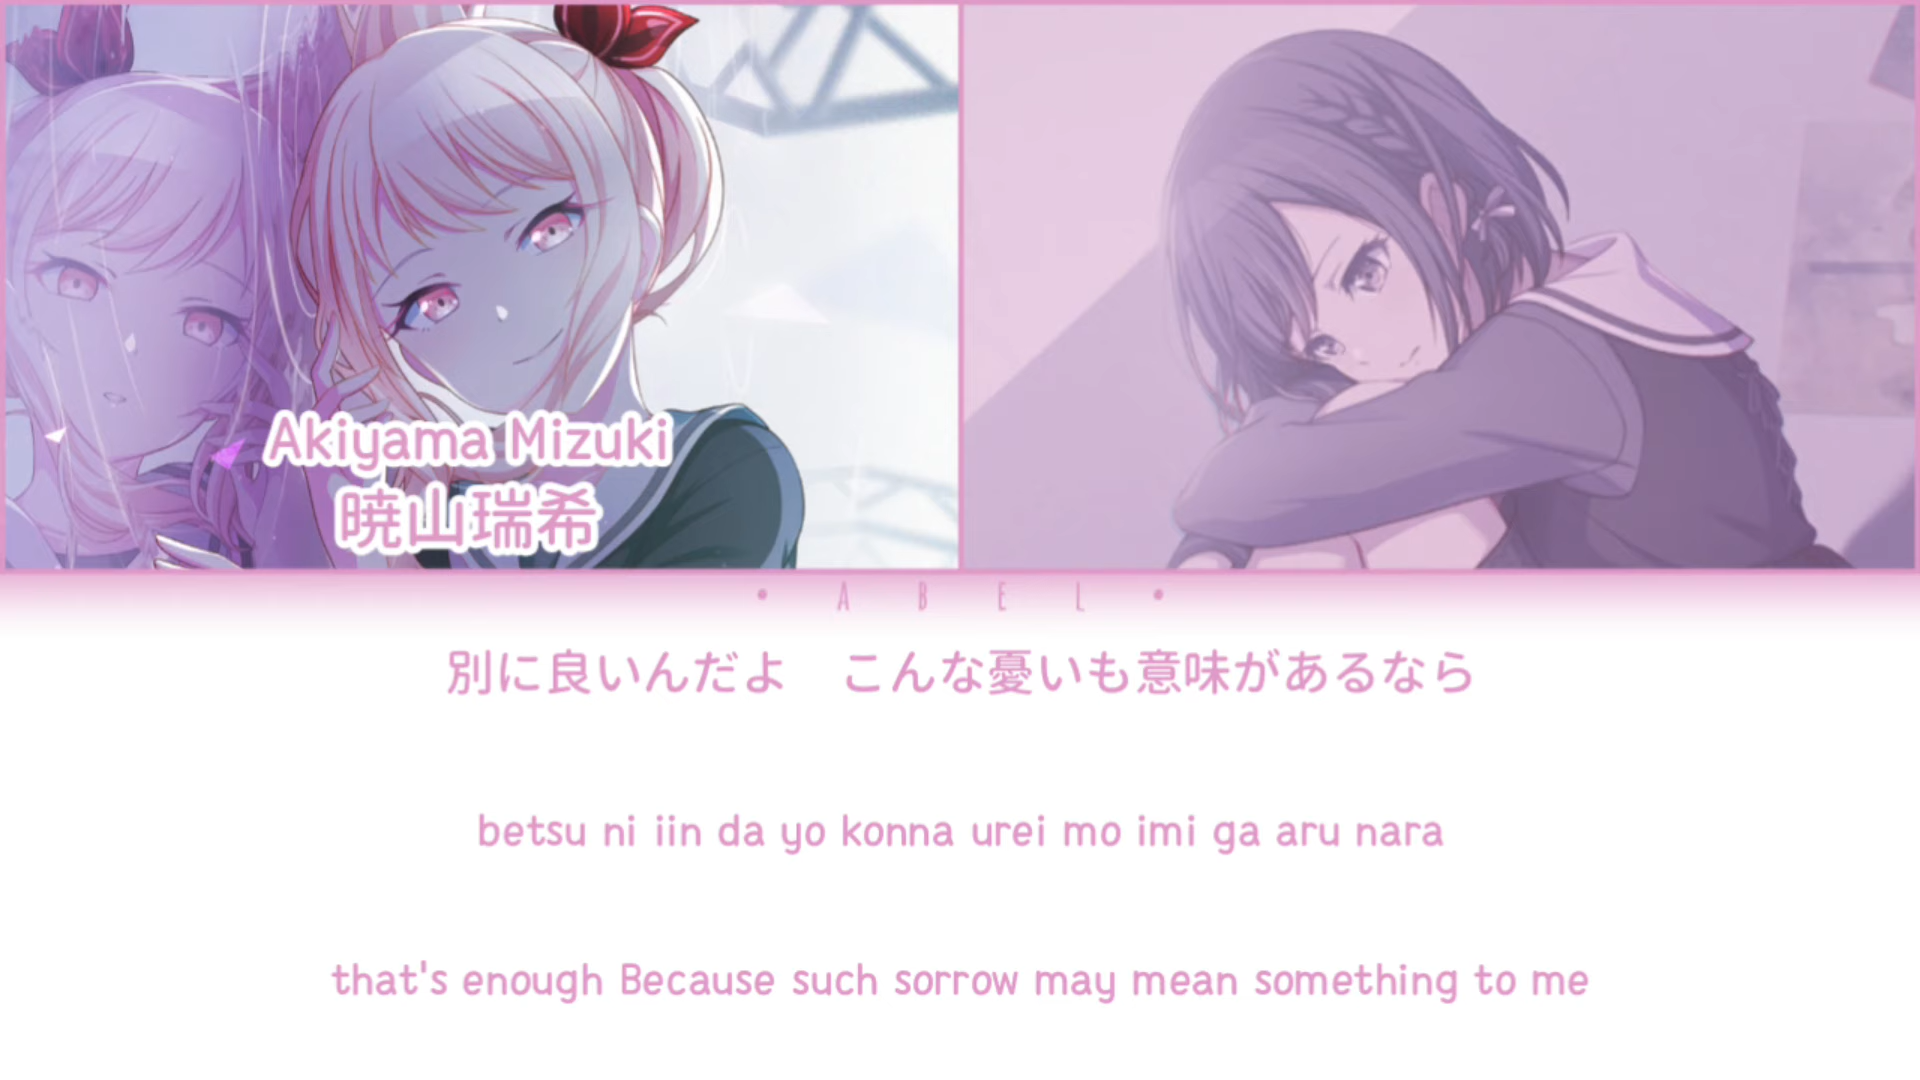 Akiyama Mizuki
暁山瑞希
• A B E L •
別に良いんだよ　こんな憂いも意味があるなら
betsu ni iin da yo konna urei mo imi ga aru nara
that's enough Because such sorrow may mean something to me